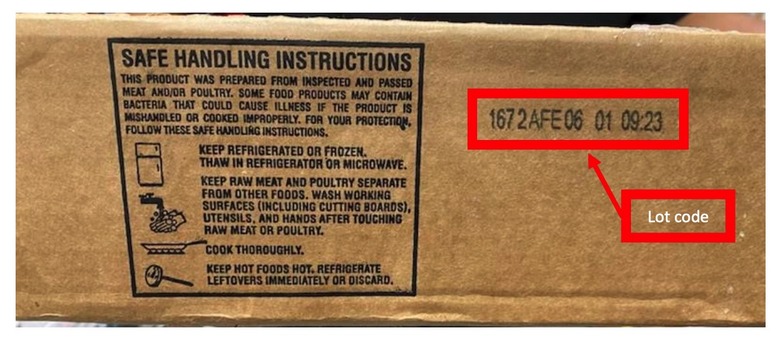 SAFE HANDLING INSTRUCTIONS
THIS PRODUCT WAS PREPARED FROM INSPECTED AND PASSED
MEAT AND/OR POULTRY. SOME FOOD PRODUCTS MAY CONTAIN
BACTERIA THAT COULD CAUSE ILLNESS IF THE PRODUCT IS
MISHANDLED OR COOKED IMPROPERLY. FOR YOUR PROTECTION,
FOLLOW THESE SAFE HANDLING INSTRUCTIONS.
KEEP REFRIGERATED OR FROZEN.
THAW IN REFRIGERATOR OR MICROWAVE.
KEEP RAW MEAT AND POULTRY SEPARATE
FROM OTHER FOODS. WASH WORKING
SURFACES (INCLUDING CUTTING BOARDS),
UTENSILS, AND HANDS AFTER TOUCHING
RAW MEAT OR POULTRY.
COOK THOROUGHLY.
KEEP HOT FOODS HOT. REFRIGERATE
LEFTOVERS IMMEDIATELY OR DISCARD.
1672AFE06 01 09:23
Lot code